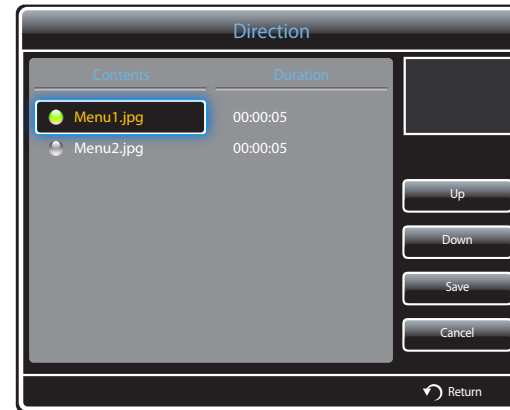 Direction
Contents Duration
Menu1.jpg 00:00:05
Menu2.jpg 00:00:05
Up
Down
Save
Cancel
Return